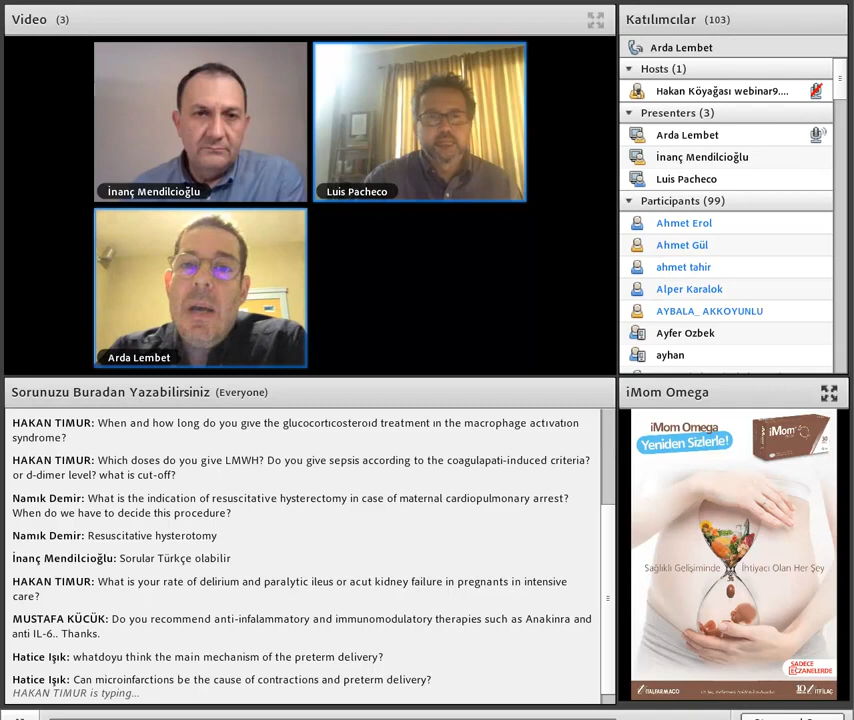 Video (3)
İnanç Mendilcioğlu
Luis Pacheco
Arda Lembet
Katılımcılar (103)
Arda Lembet
Hosts (1)
Hakan Köyağası webinar9....
Presenters (3)
Arda Lembet
İnanç Mendilcioğlu
Luis Pacheco
Participants (99)
Ahmet Erol
Ahmet Gül
ahmet tahir
Alper Karalok
AYBALA_ AKKOYUNLU
Ayfer Ozbek
ayhan
Sorunuzu Buradan Yazabilirsiniz (Everyone)
HAKAN TIMUR: When and how long do you give the glucocorticosteroid treatment in the macrophage activation
syndrome?
HAKAN TIMUR: Which doses do you give LMWH? Do you give sepsis according to the coagulapati-induced criteria?
or d-dimer level? what is cut-off?
Namık Demir: What is the indication of resuscitative hysterectomy in case of maternal cardiopulmonary arrest?
When do we have to decide this procedure?
Namık Demir: Resuscitative hysterotomy
İnanç Mendilcioğlu: Sorular Türkçe olabilir
HAKAN TIMUR: What is your rate of delirium and paralytic ileus or acut kidney failure in pregnants in intensive
care?
MUSTAFA KÜCÜK: Do you recommend anti-infalammatory and immunomodulatory therapies such as Anakinra and
anti IL-6.. Thanks.
Hatice Işık: whatdoyu think the main mechanism of the preterm delivery?
Hatice Işık: Can microinfarctions be the cause of contractions and preterm delivery?
HAKAN TIMUR is typing...
iMom Omega
iMom Omega
Yeniden Sizlerle!
iMom
30
Sağlıklı Gelişiminde İhtiyacı Olan Her Şey
SADECE
ECZANELERDE
ITALFARMACO
İTFİLAÇ